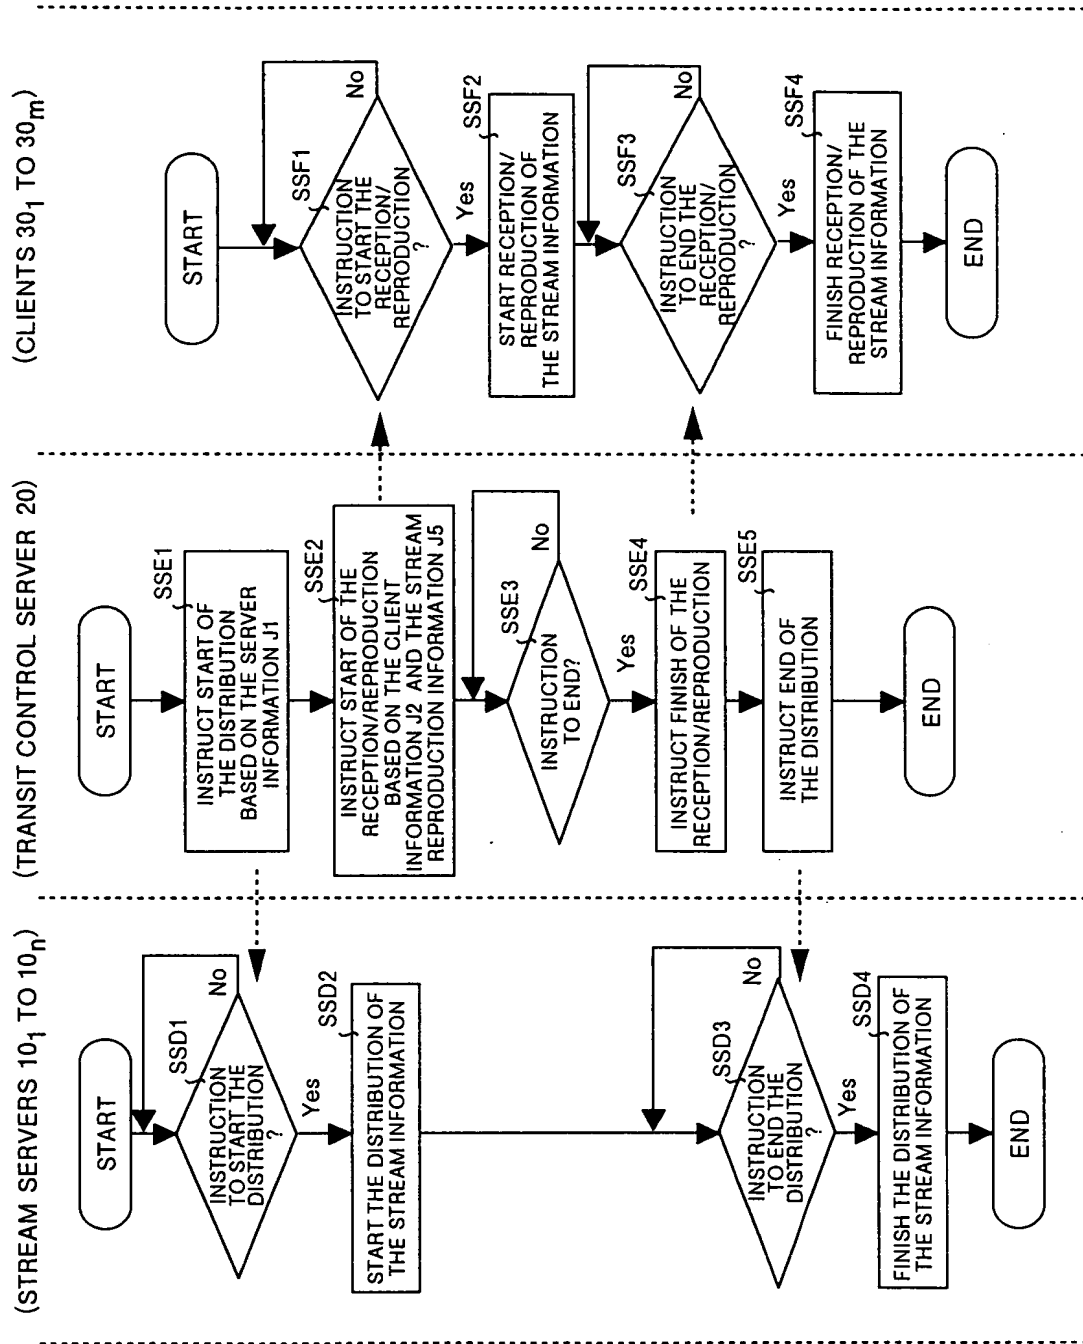 (STREAM SERVERS 10₁ TO 10ₙ)
START
SSD1
INSTRUCTION
TO START THE
DISTRIBUTION
?
No
Yes
SSD2
START THE DISTRIBUTION OF
THE STREAM INFORMATION
SSD3
INSTRUCTION
TO END THE
DISTRIBUTION
?
No
Yes
SSD4
FINISH THE DISTRIBUTION OF
THE STREAM INFORMATION
END
(TRANSIT CONTROL SERVER 20)
START
SSE1
INSTRUCT START OF
THE DISTRIBUTION
BASED ON THE SERVER
INFORMATION J1
SSE2
INSTRUCT START OF THE
RECEPTION/REPRODUCTION
BASED ON THE CLIENT
INFORMATION J2 AND THE STREAM
REPRODUCTION INFORMATION J5
SSE3
INSTRUCTION
TO END?
No
Yes
SSE4
INSTRUCT FINISH OF THE
RECEPTION/REPRODUCTION
SSE5
INSTRUCT END OF
THE DISTRIBUTION
END
(CLIENTS 30₁ TO 30ₘ)
START
SSF1
INSTRUCTION
TO START THE
RECEPTION/
REPRODUCTION
?
No
Yes
SSF2
START RECEPTION/
REPRODUCTION OF
THE STREAM INFORMATION
SSF3
INSTRUCTION
TO END THE
RECEPTION/
REPRODUCTION
?
No
Yes
SSF4
FINISH RECEPTION/
REPRODUCTION OF THE
STREAM INFORMATION
END